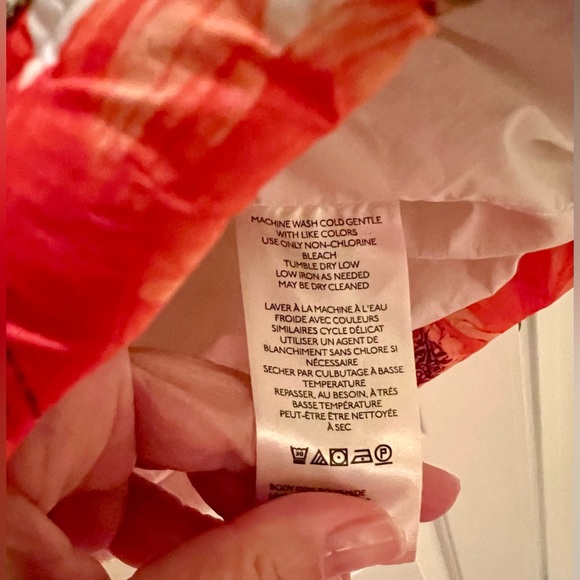 MACHINE WASH COLD GENTLE
WITH LIKE COLORS
USE ONLY NON-CHLORINE
BLEACH
TUMBLE DRY LOW
LOW IRON AS NEEDED
MAY BE DRY CLEANED
LAVER À LA MACHINE À L'EAU
FROIDE AVEC COULEURS
SIMILAIRES CYCLE DÉLICAT
UTILISER UN AGENT DE
BLANCHIMENT SANS CHLORE SI
NÉCESSAIRE
SECHER PAR CULBUTAGE À BASSE
TEMPERATURE
REPASSER, AU BESOIN, À TRÉS
BASSE TEMPÉRATURE
PEUT-ÊTRE ÊTRE NETTOYÉE
À SEC
30 P
BODY